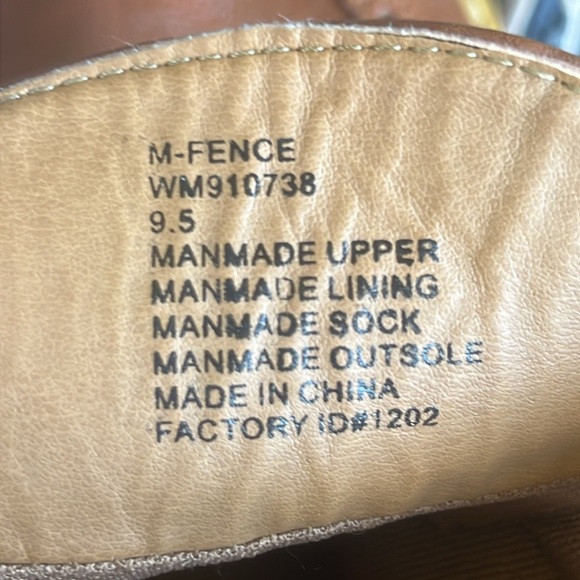 M-FENCE
WM910738
9.5
MANMADE UPPER
MANMADE LINING
MANMADE SOCK
MANMADE OUTSOLE
MADE IN CHINA
FACTORY ID#1202